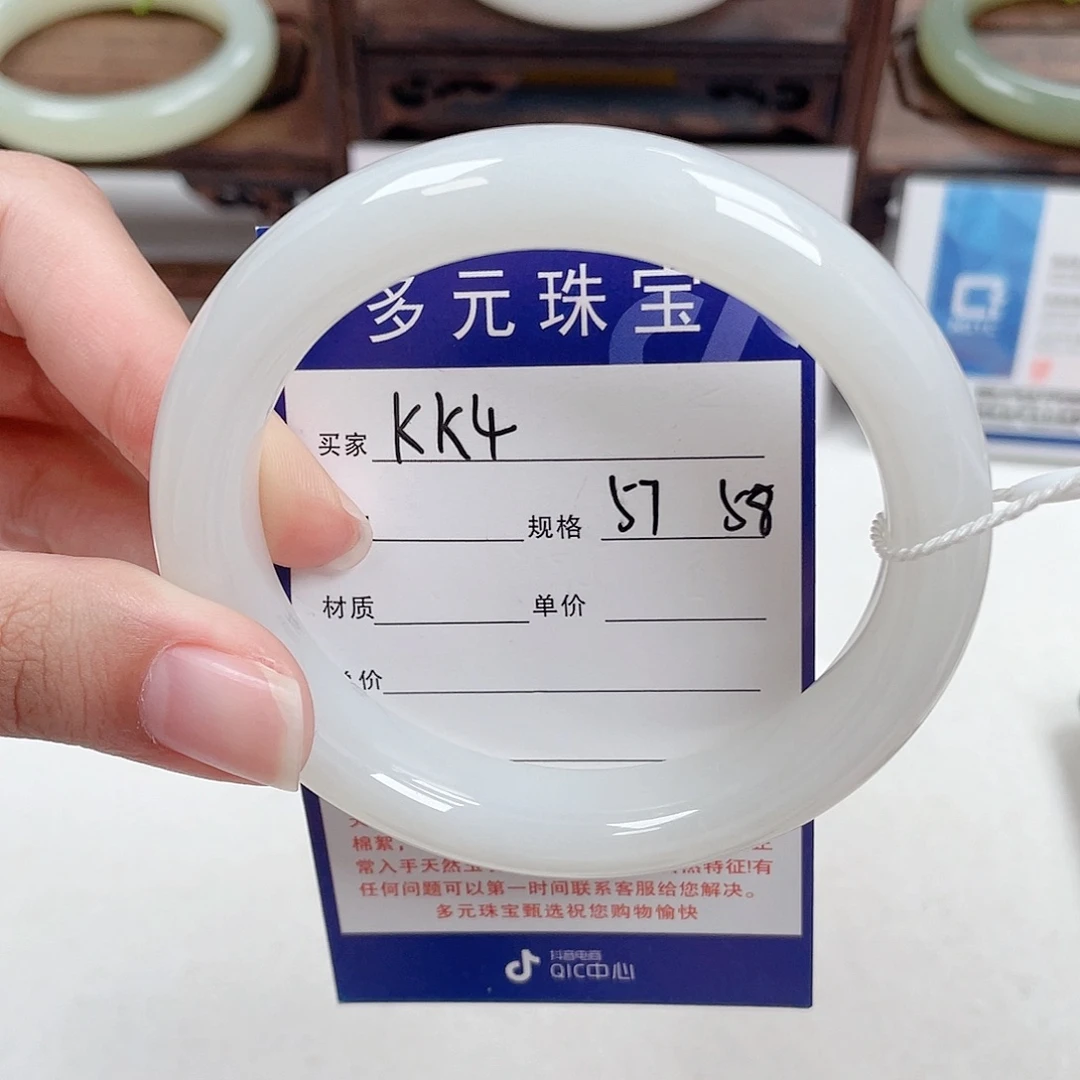 多元珠宝
买家 KK4
规格 57 58
材质 单价
价
棉絮，
常入手天然 特征!有
任何问题可以第一时间联系客服给您解决。
多元珠宝甄选祝您购物愉快
抖音电商
QIC中心